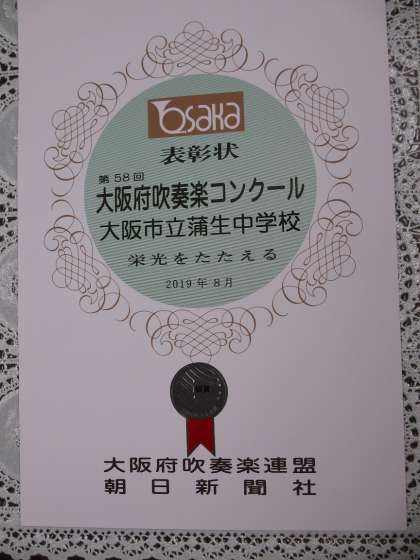 Osaka
表彰状
第58回
大阪府吹奏楽コンクール
大阪市立蒲生中学校
栄光をたたえる
2019年8月
大阪府吹奏楽連盟
朝日新聞社